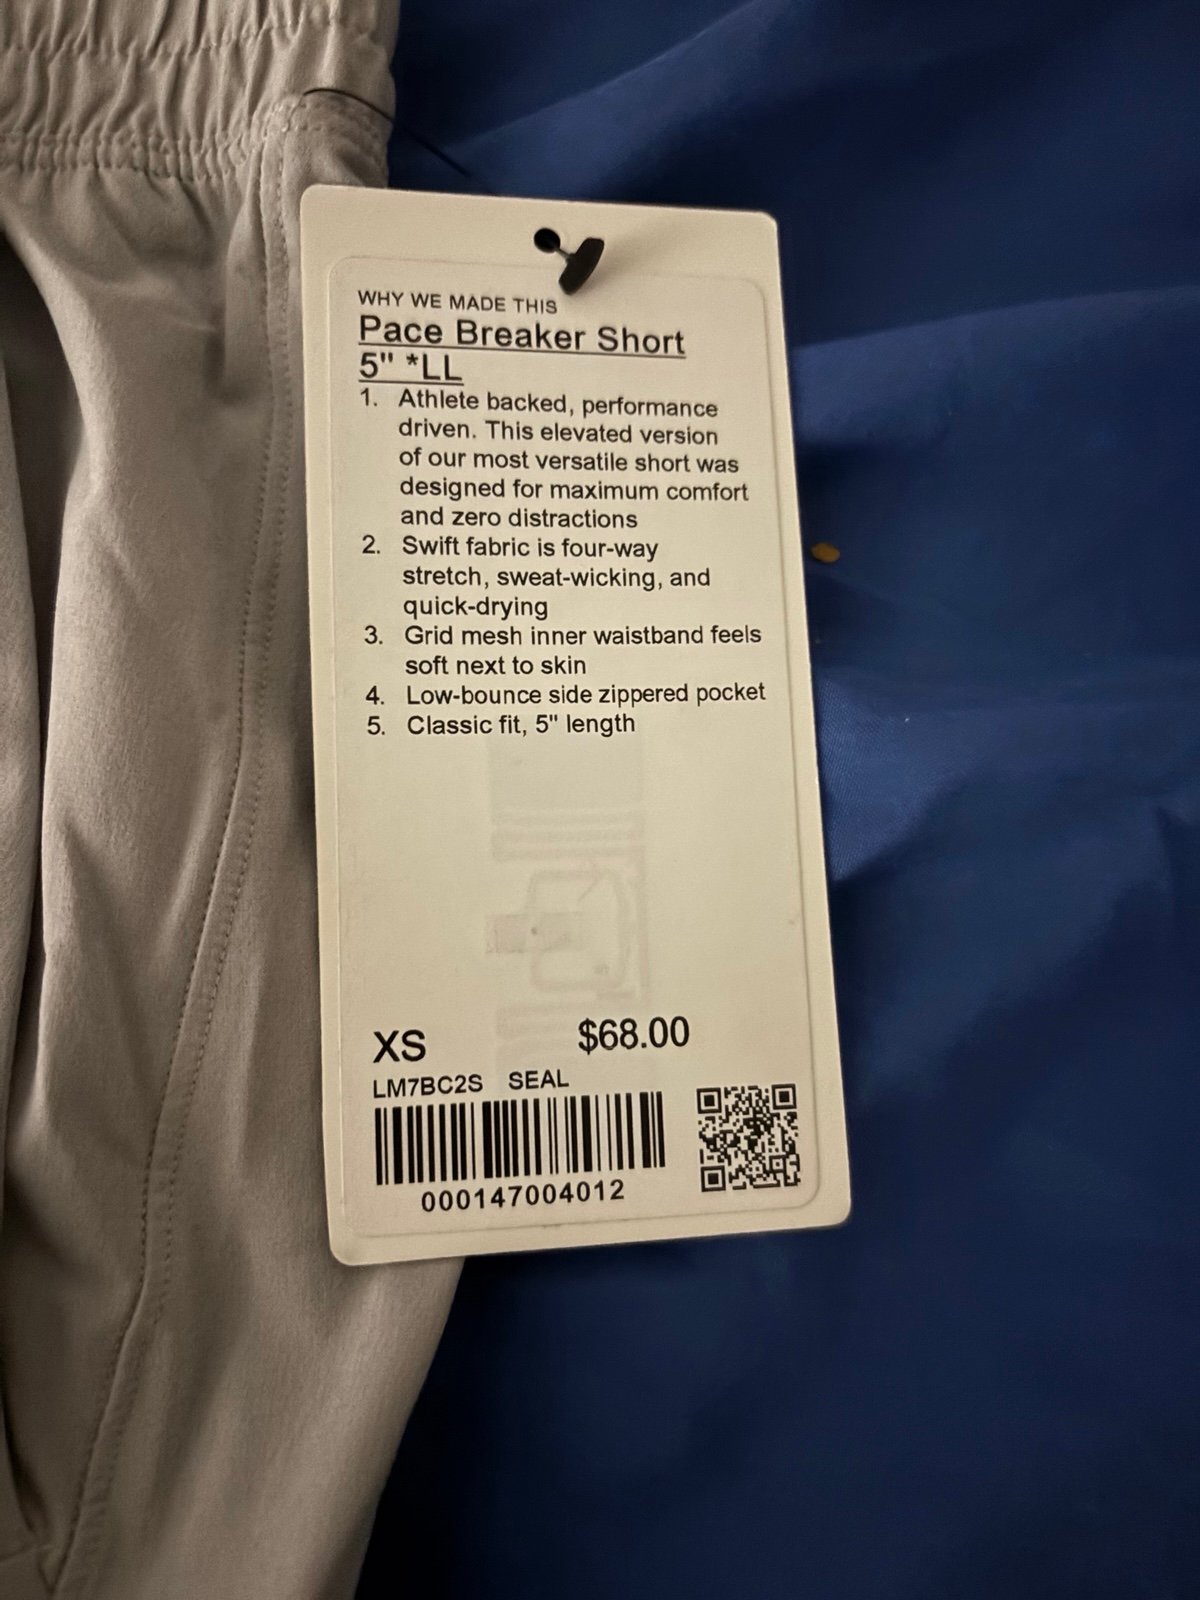 WHY WE MADE THIS
Pace Breaker Short
5" *LL
1. Athlete backed, performance
driven. This elevated version
of our most versatile short was
designed for maximum comfort
and zero distractions
2. Swift fabric is four-way
stretch, sweat-wicking, and
quick-drying
3. Grid mesh inner waistband feels
soft next to skin
4. Low-bounce side zippered pocket
5. Classic fit, 5" length
XS $68.00
LM7BC2S SEAL
000147004012